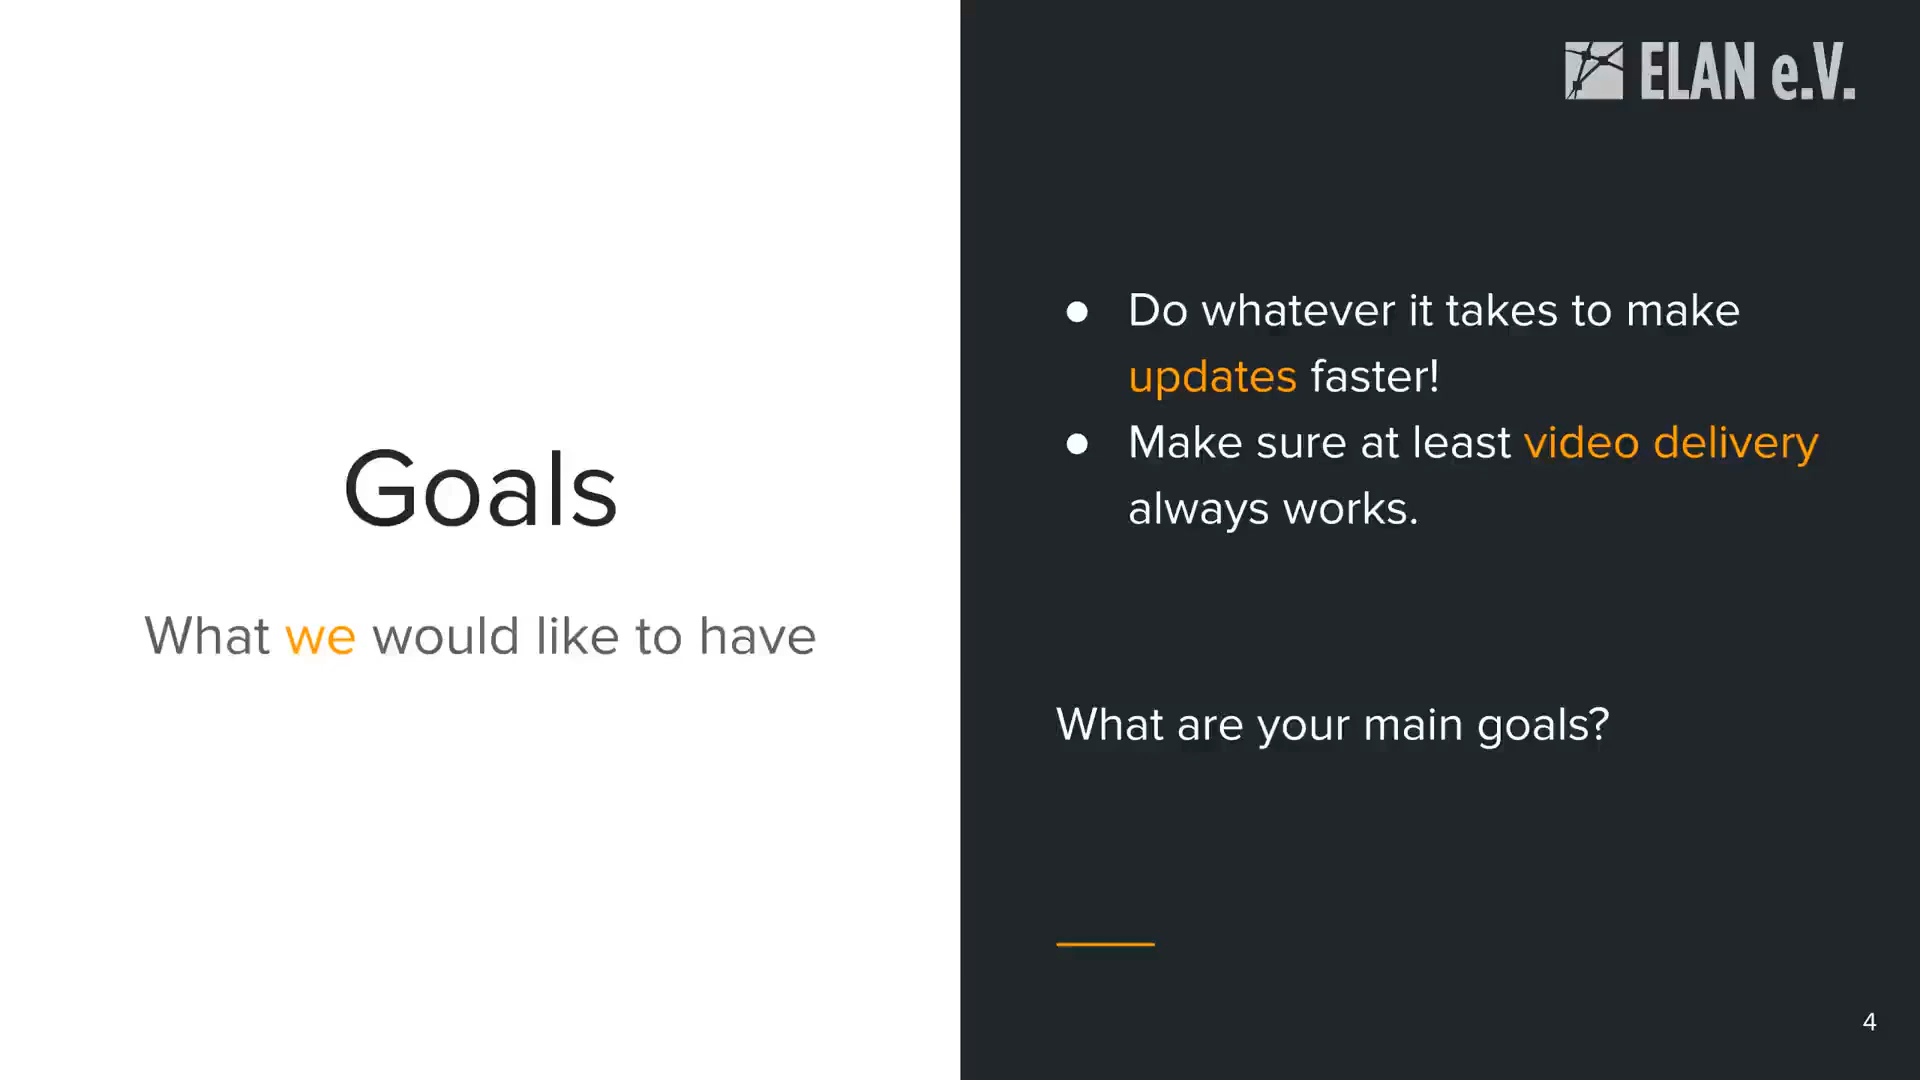 Goals
What we would like to have
ELAN e.V.
● Do whatever it takes to make
updates faster!
● Make sure at least video delivery
always works.
What are your main goals?
4